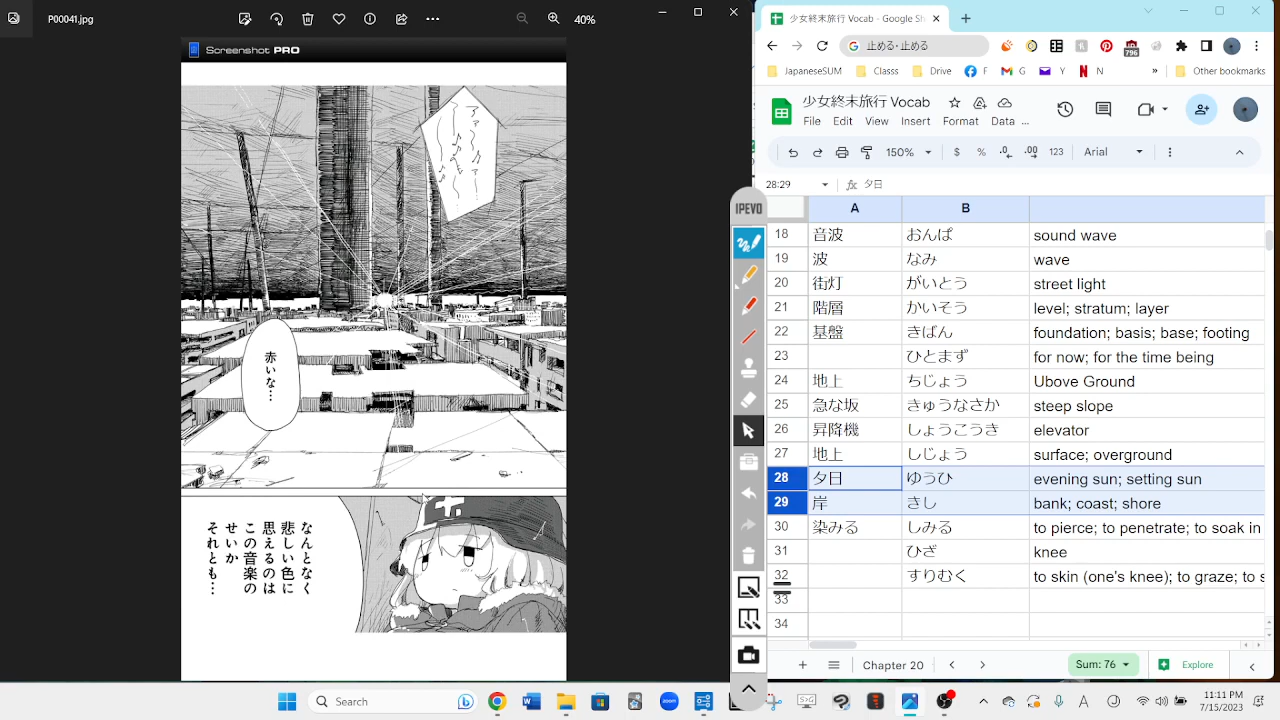 P00041.jpg
40%
Screenshot PRO
赤いな…
なんとなく
悲しい色に
思えるのは
この音楽の
せいか
それとも…
IPEVO
少女終末旅行 Vocab - Google Sh
止める・止める
796
JapaneseSUM
Class
Drive
F
G
Y
N
»
Other bookmarks
少女終末旅行 Vocab
File Edit View Insert Format Data …
150% $ % .0 .00 123 Arial
28:29 fx 夕日
A B
18 音波 おんぱ sound wave
19 波 なみ wave
20 街灯 がいとう street light
21 階層 かいそう level; stratum; layer
22 基盤 きばん foundation; basis; base; footing
23 ひとまず for now; for the time being
24 地上 ちじょう Ubove Ground
25 急な坂 きゅうなさか steep slope
26 昇降機 しょうこうき elevator
27 地上 しじょう surface; overground
28 夕日 ゆうひ evening sun; setting sun
29 岸 きし bank; coast; shore
30 染みる しみる to pierce; to penetrate; to soak in
31 ひざ knee
32 すりむく to skin (one's knee); to graze; to s
33
34
Chapter 20
Sum: 76
Explore
Search
11:11 PM
7/15/2023